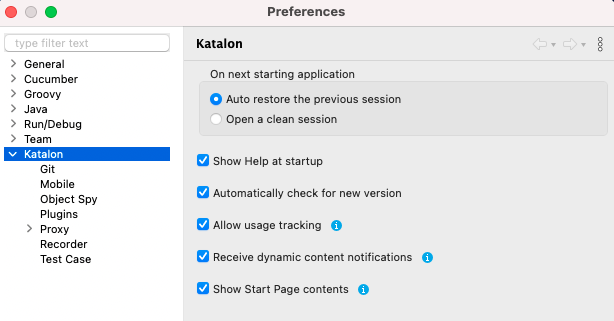 Preferences
type filter text
General
Cucumber
Groovy
Java
Run/Debug
Team
Katalon
Git
Mobile
Object Spy
Plugins
Proxy
Recorder
Test Case
Katalon
On next starting application
Auto restore the previous session
Open a clean session
Show Help at startup
Automatically check for new version
Allow usage tracking
Receive dynamic content notifications
Show Start Page contents